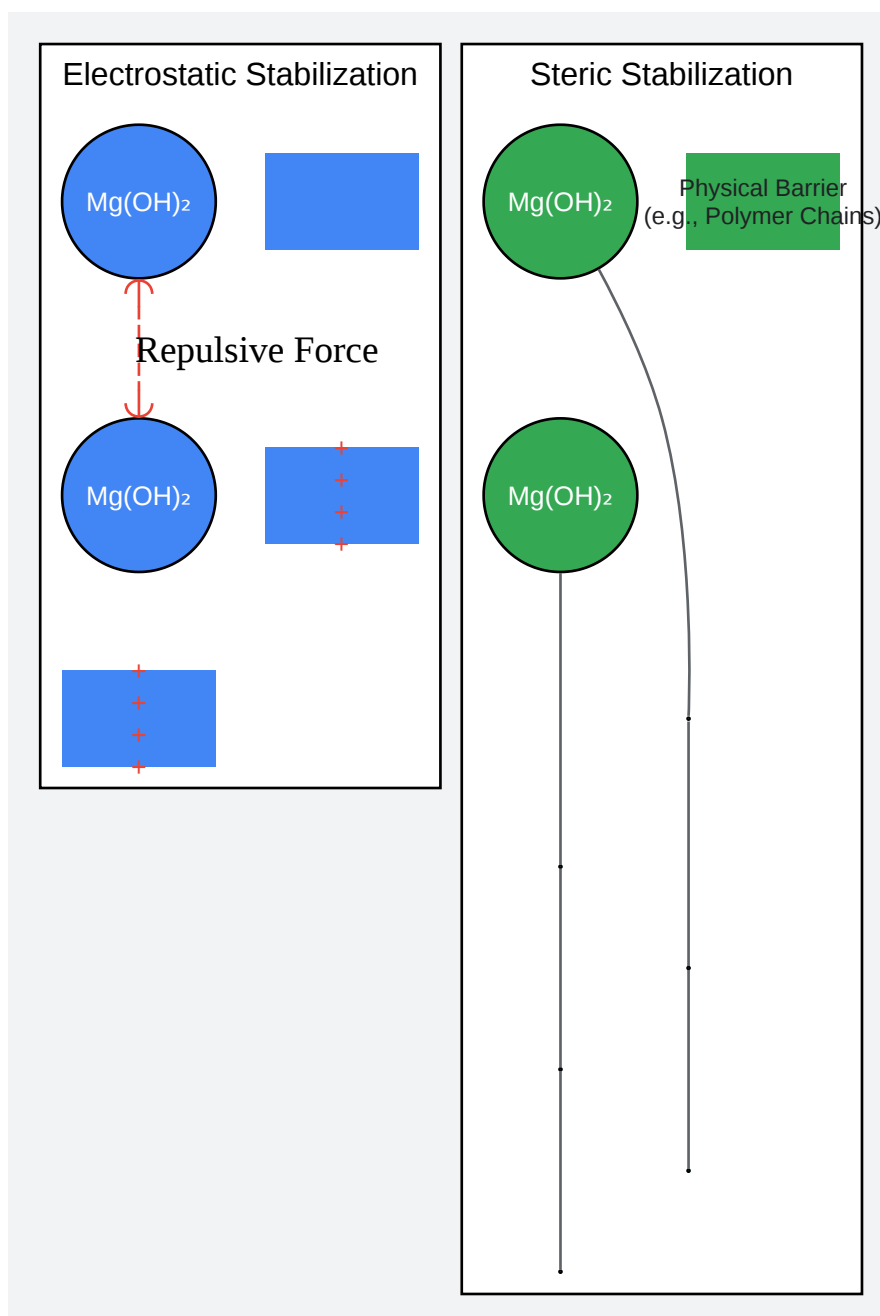 Electrostatic Stabilization
Mg(OH)₂
Repulsive Force
Mg(OH)₂
+
+
+
+
+
+
+
+
Steric Stabilization
Mg(OH)₂
Physical Barrier
(e.g., Polymer Chains)
Mg(OH)₂